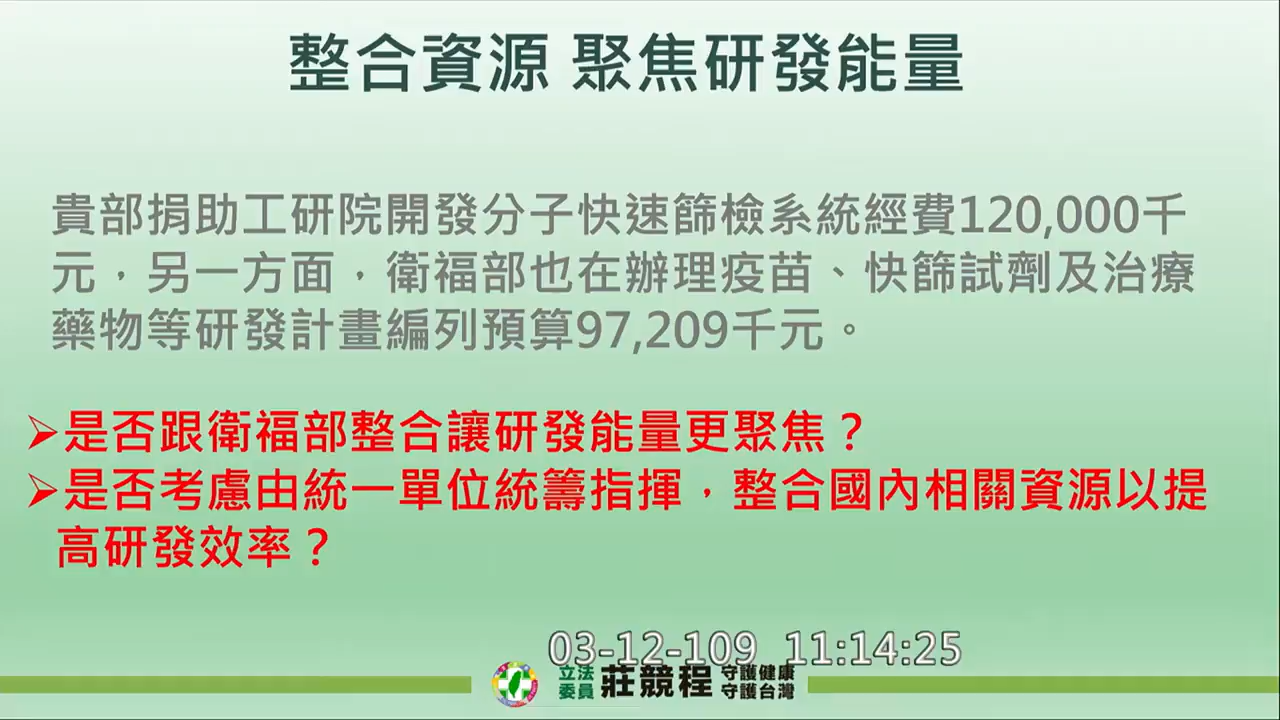 整合資源 聚焦研發能量
貴部捐助工研院開發分子快速篩檢系統經費120,000千
元，另一方面，衛福部也在辦理疫苗、快篩試劑及治療
藥物等研發計畫編列預算97,209千元。
➢是否跟衛福部整合讓研發能量更聚焦？
➢是否考慮由統一單位統籌指揮，整合國內相關資源以提
高研發效率？
03-12-109 11:14:25
立法委員 莊競程 守護健康 守護台灣